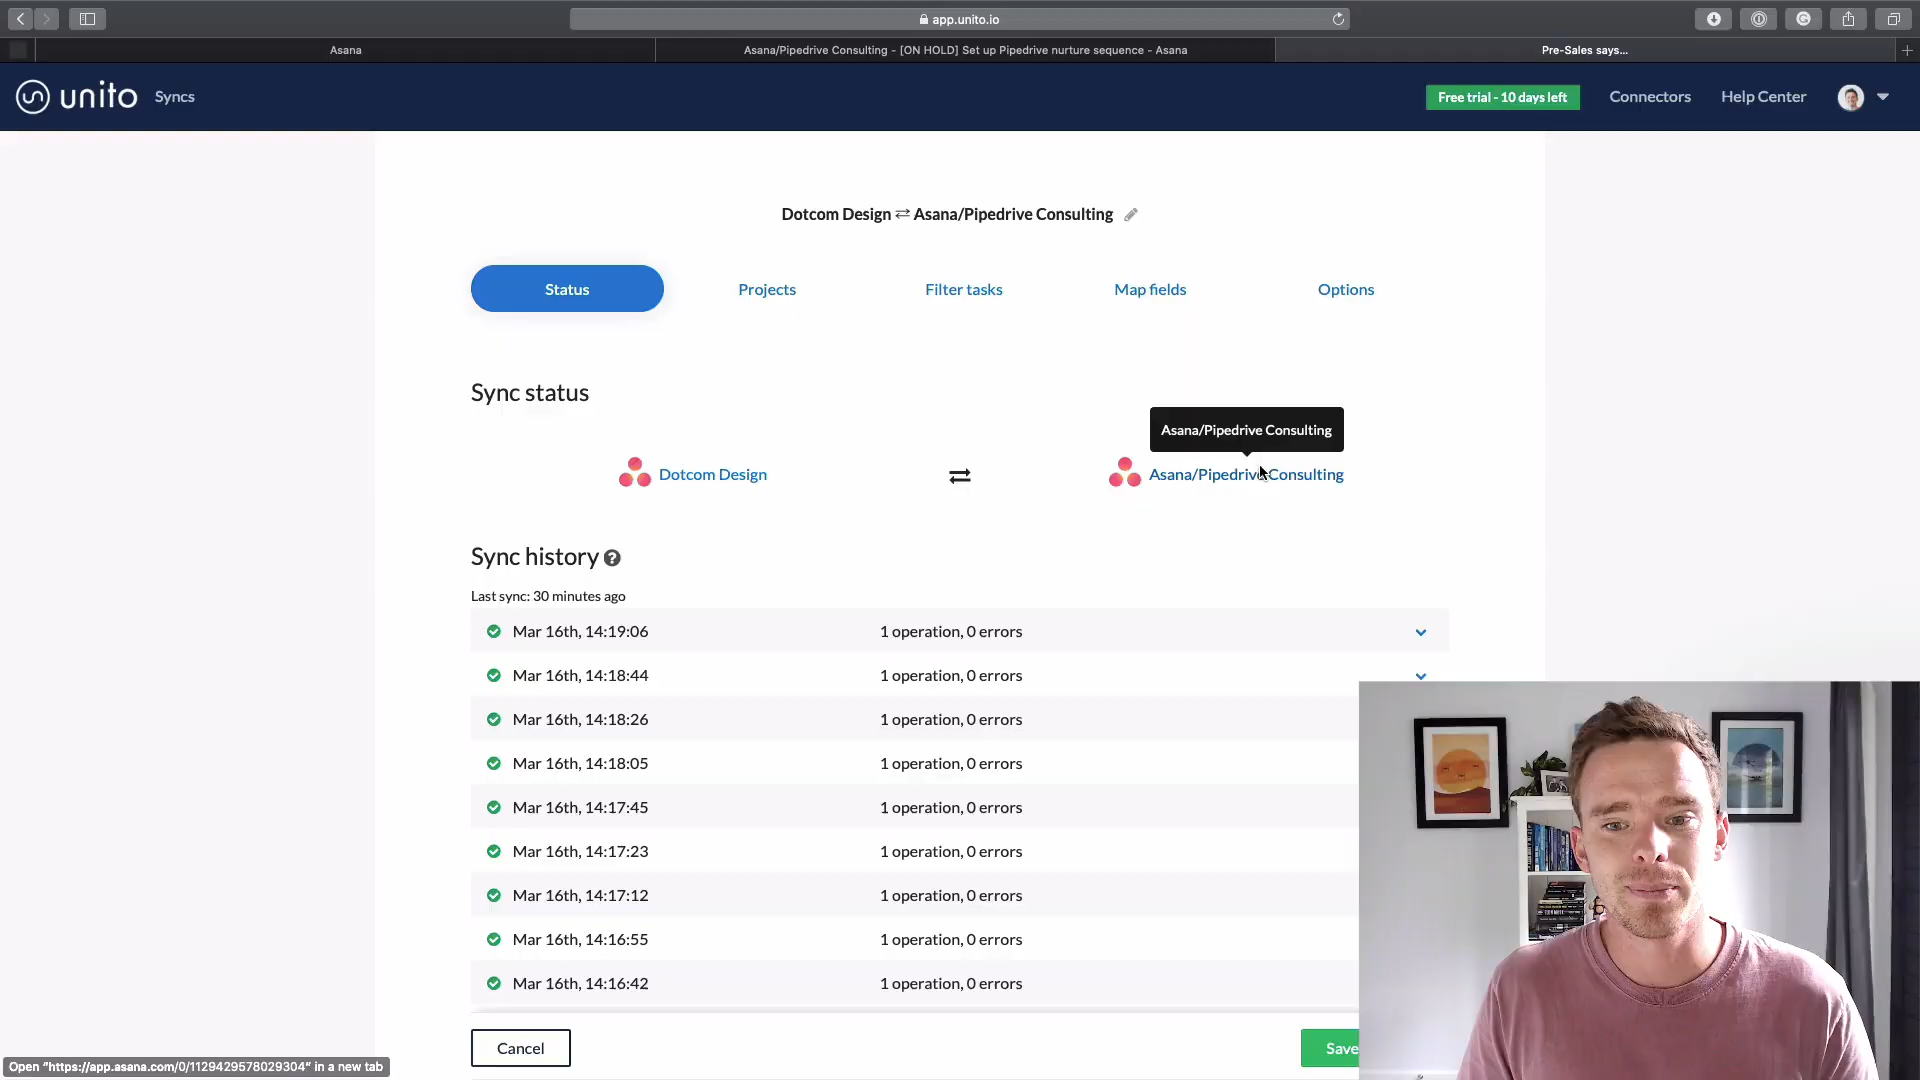 app.unito.io
Asana
Asana/Pipedrive Consulting - [ON HOLD] Set up Pipedrive nurture sequence - Asana
Pre-Sales says...
unito
Syncs
Free trial - 10 days left
Connectors
Help Center
Dotcom Design ⇄ Asana/Pipedrive Consulting
Status
Projects
Filter tasks
Map fields
Options
Sync status
Asana/Pipedrive Consulting
Dotcom Design
Asana/Pipedrive Consulting
Sync history
Last sync: 30 minutes ago
Mar 16th, 14:19:06 1 operation, 0 errors
Mar 16th, 14:18:44 1 operation, 0 errors
Mar 16th, 14:18:26 1 operation, 0 errors
Mar 16th, 14:18:05 1 operation, 0 errors
Mar 16th, 14:17:45 1 operation, 0 errors
Mar 16th, 14:17:23 1 operation, 0 errors
Mar 16th, 14:17:12 1 operation, 0 errors
Mar 16th, 14:16:55 1 operation, 0 errors
Mar 16th, 14:16:42 1 operation, 0 errors
Cancel
Save
Open "https://app.asana.com/0/1129429578029304" in a new tab